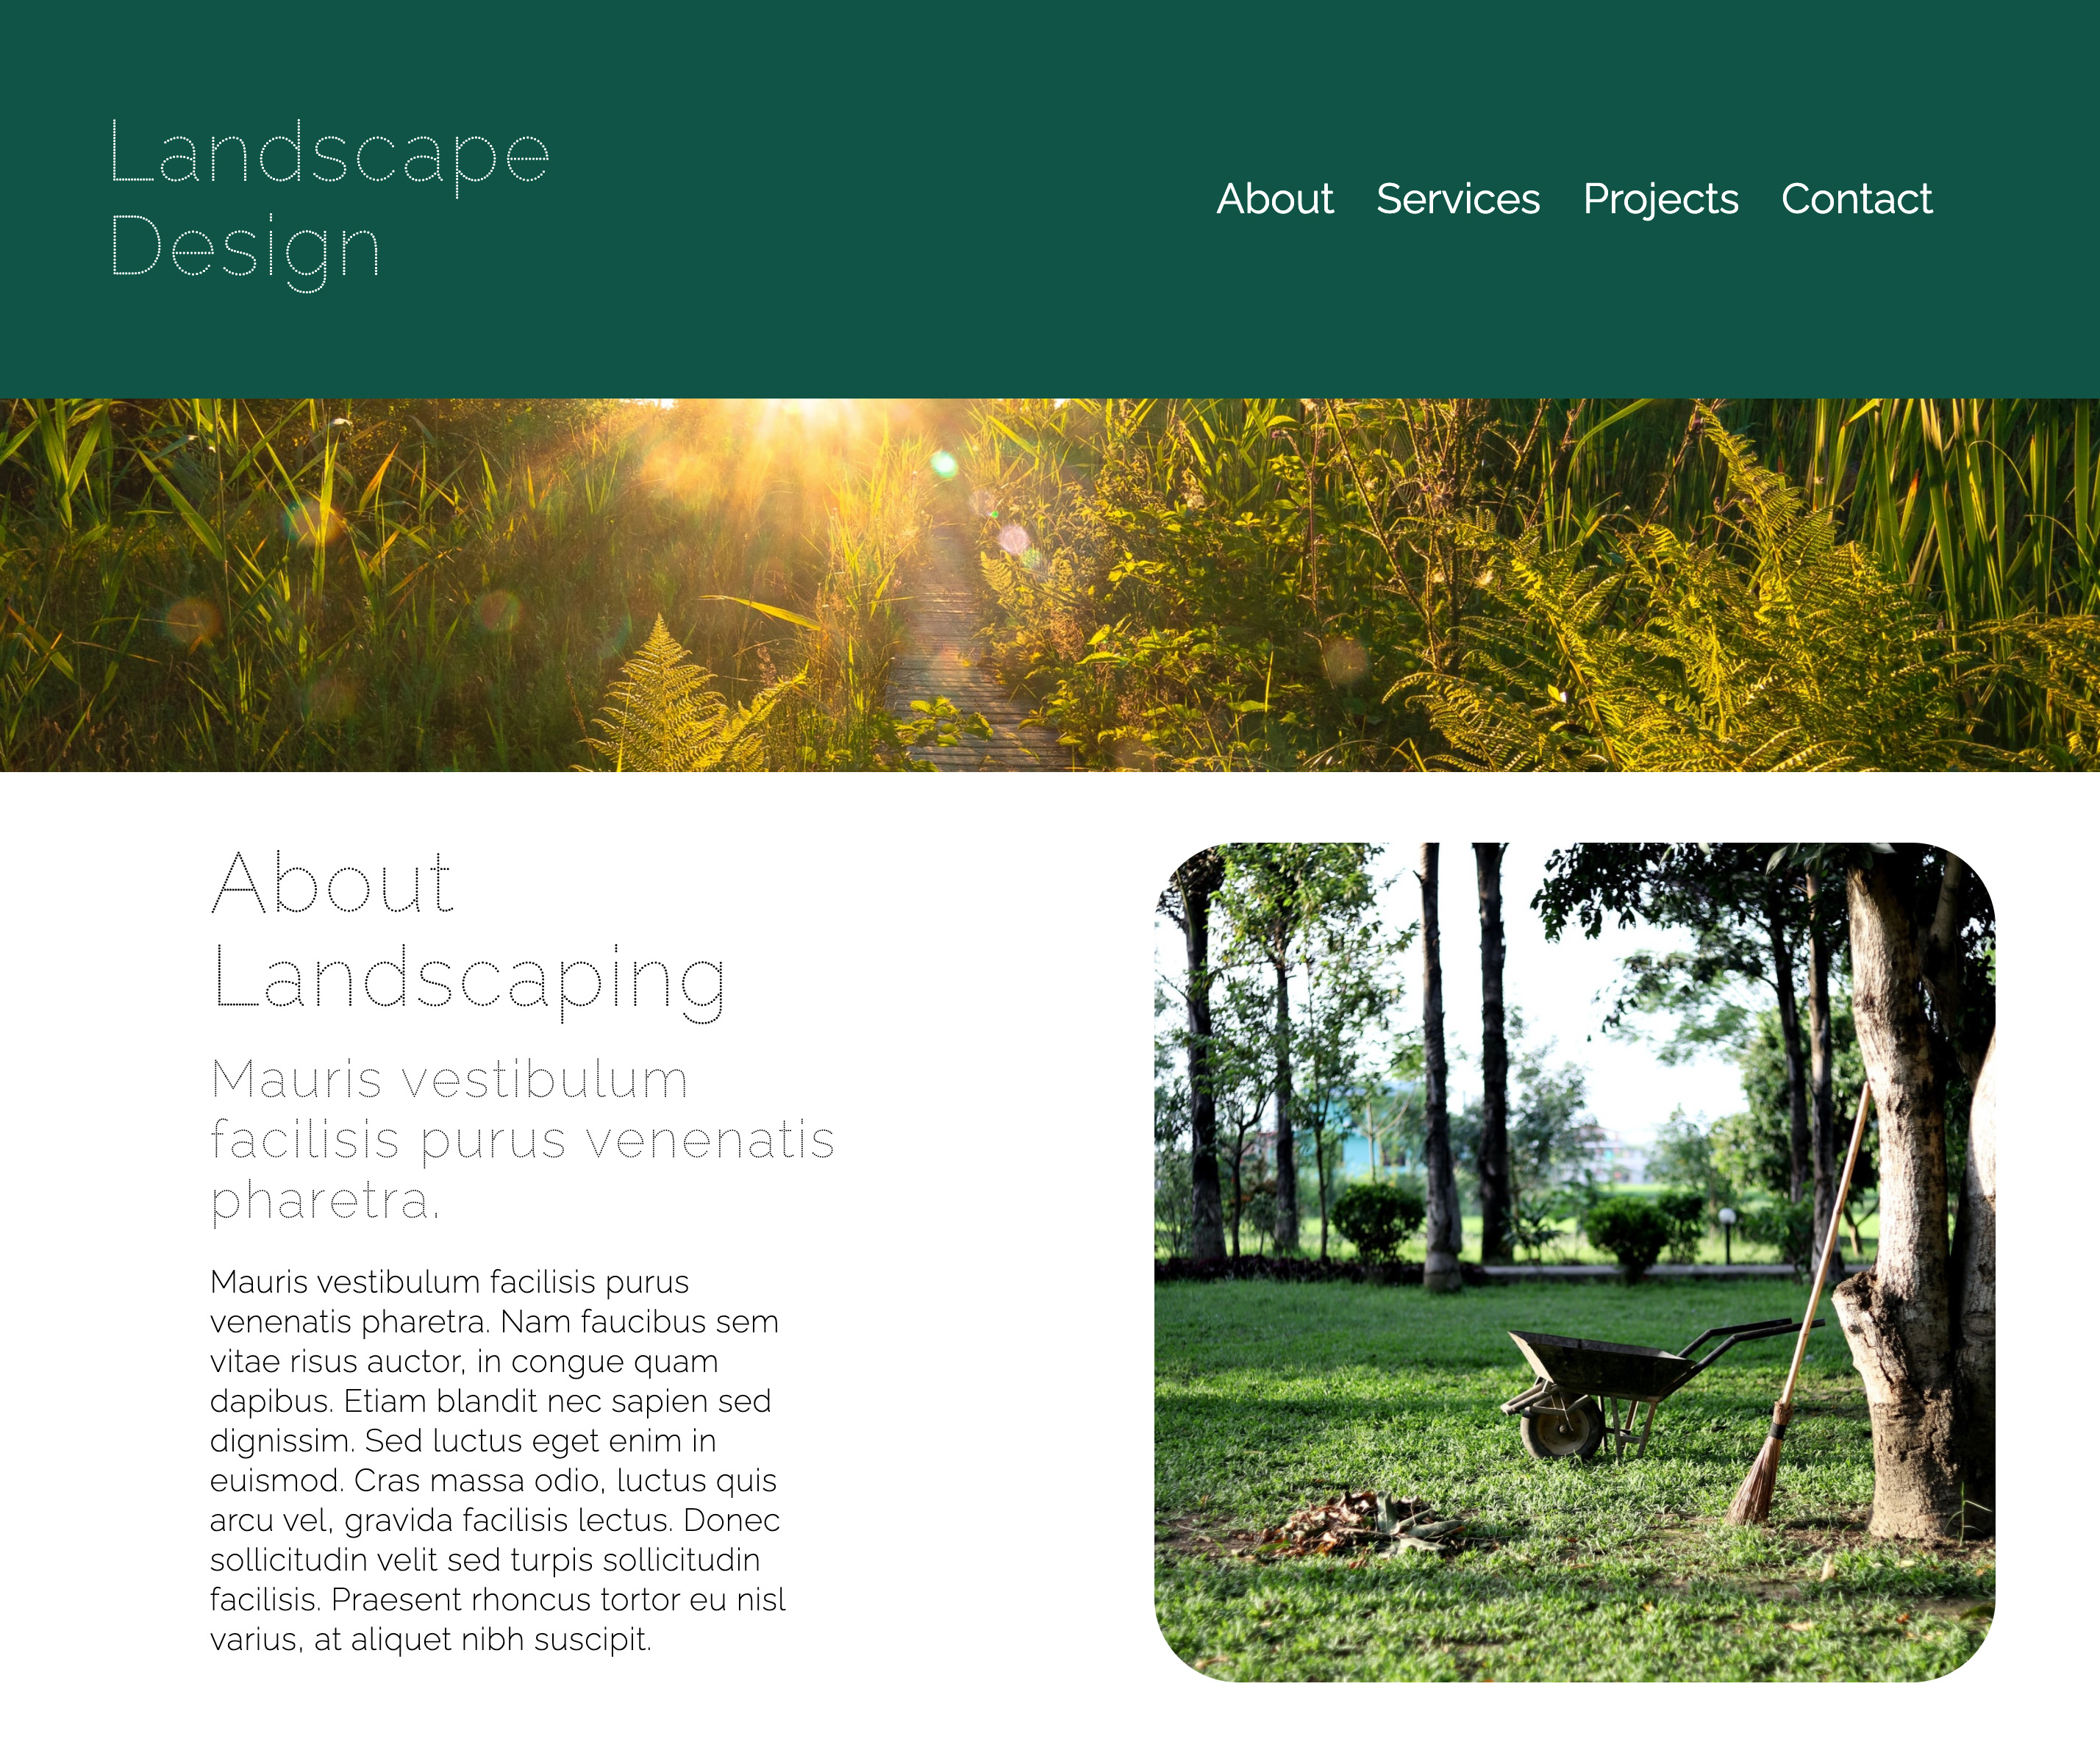 Landscape
Design
About Services Projects Contact
About
Landscaping
Mauris vestibulum
facilisis purus venenatis
pharetra.
Mauris vestibulum facilisis purus
venenatis pharetra. Nam faucibus sem
vitae risus auctor, in congue quam
dapibus. Etiam blandit nec sapien sed
dignissim. Sed luctus eget enim in
euismod. Cras massa odio, luctus quis
arcu vel, gravida facilisis lectus. Donec
sollicitudin velit sed turpis sollicitudin
facilisis. Praesent rhoncus tortor eu nisl
varius, at aliquet nibh suscipit.